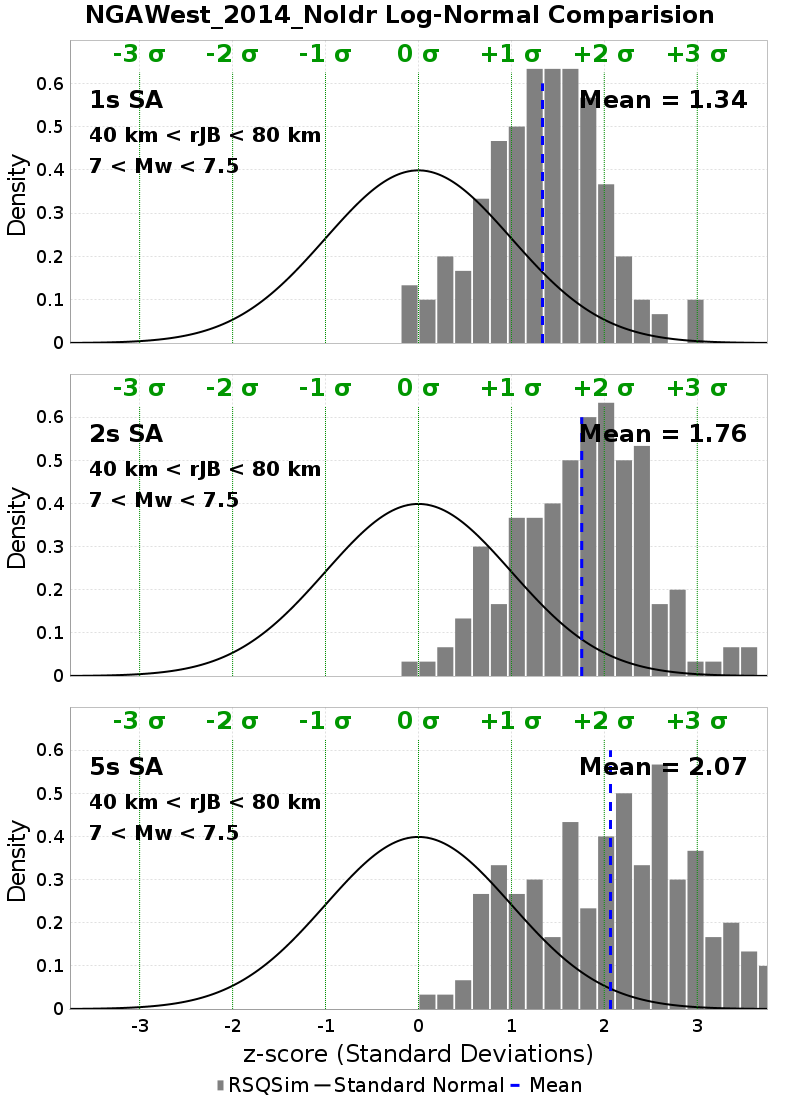 NGAWest_2014_NoIdr Log-Normal Comparision
-3 σ -2 σ -1 σ 0 σ +1 σ +2 σ +3 σ
1s SA
Mean = 1.34
40 km < rJB < 80 km
7 < Mw < 7.5
0.6
0.5
0.4
0.3
0.2
0.1
0
Density
-3 σ -2 σ -1 σ 0 σ +1 σ +2 σ +3 σ
2s SA
Mean = 1.76
40 km < rJB < 80 km
7 < Mw < 7.5
0.6
0.5
0.4
0.3
0.2
0.1
0
Density
-3 σ -2 σ -1 σ 0 σ +1 σ +2 σ +3 σ
5s SA
Mean = 2.07
40 km < rJB < 80 km
7 < Mw < 7.5
0.6
0.5
0.4
0.3
0.2
0.1
0
Density
-3 -2 -1 0 1 2 3
z-score (Standard Deviations)
RSQSim Standard Normal Mean